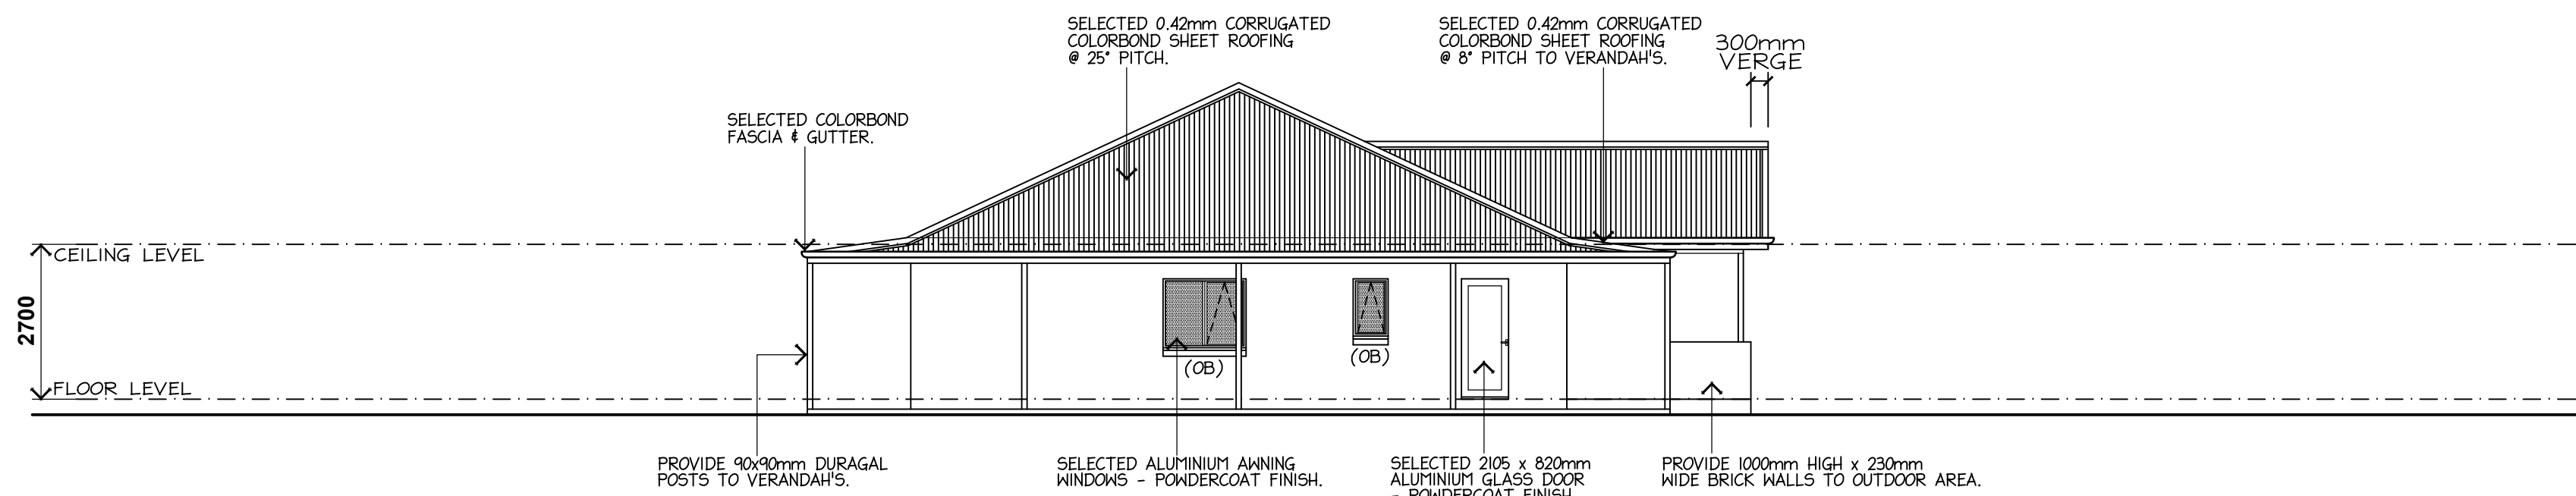 SELECTED 0.42mm CORRUGATED
COLORBOND SHEET ROOFING
@ 25° PITCH.
SELECTED 0.42mm CORRUGATED
COLORBOND SHEET ROOFING
@ 8° PITCH TO VERANDAH'S.
300mm
VERGE
SELECTED COLORBOND
FASCIA & GUTTER.
CEILING LEVEL
2700
FLOOR LEVEL
(OB)
(OB)
PROVIDE 90x90mm DURAGAL
POSTS TO VERANDAH'S.
SELECTED ALUMINIUM AWNING
WINDOWS - POWDERCOAT FINISH.
SELECTED 2105 x 820mm
ALUMINIUM GLASS DOOR
- POWDERCOAT FINISH
PROVIDE 1000mm HIGH x 230mm
WIDE BRICK WALLS TO OUTDOOR AREA.